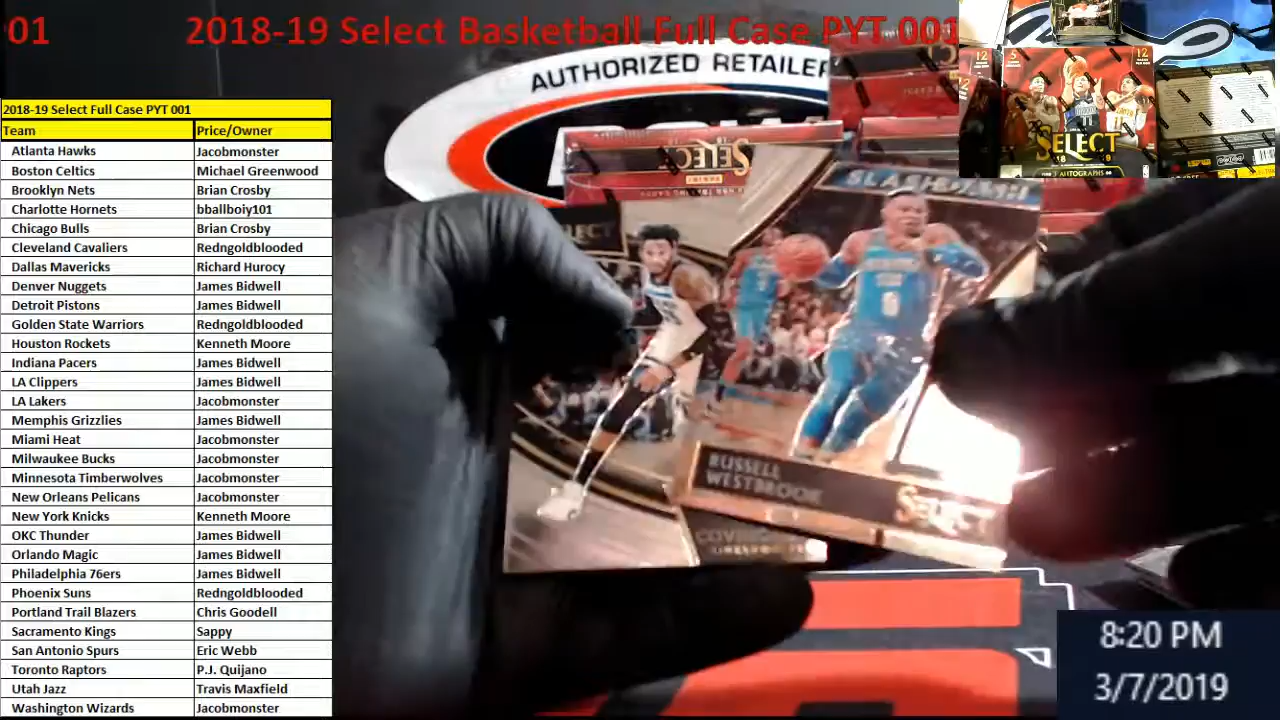 01 2018-19 Select Basketball Full Case PYT 001
AUTHORIZED RETAILER
2018-19 Select Full Case PYT 001
Team Price/Owner
Atlanta Hawks Jacobmonster
Boston Celtics Michael Greenwood
Brooklyn Nets Brian Crosby
Charlotte Hornets bballboiy101
Chicago Bulls Brian Crosby
Cleveland Cavaliers Redngoldblooded
Dallas Mavericks Richard Hurocy
Denver Nuggets James Bidwell
Detroit Pistons James Bidwell
Golden State Warriors Redngoldblooded
Houston Rockets Kenneth Moore
Indiana Pacers James Bidwell
LA Clippers James Bidwell
LA Lakers Jacobmonster
Memphis Grizzlies James Bidwell
Miami Heat Jacobmonster
Milwaukee Bucks Jacobmonster
Minnesota Timberwolves Jacobmonster
New Orleans Pelicans Jacobmonster
New York Knicks Kenneth Moore
OKC Thunder James Bidwell
Orlando Magic James Bidwell
Philadelphia 76ers James Bidwell
Phoenix Suns Redngoldblooded
Portland Trail Blazers Chris Goodell
Sacramento Kings Sappy
San Antonio Spurs Eric Webb
Toronto Raptors P.J. Quijano
Utah Jazz Travis Maxfield
Washington Wizards Jacobmonster
SELECT
SELECT
RUSSELL
WESTBROOK
SELECT
12
5
12
SELECT
AUTOGRAPHS
8:20 PM
3/7/2019